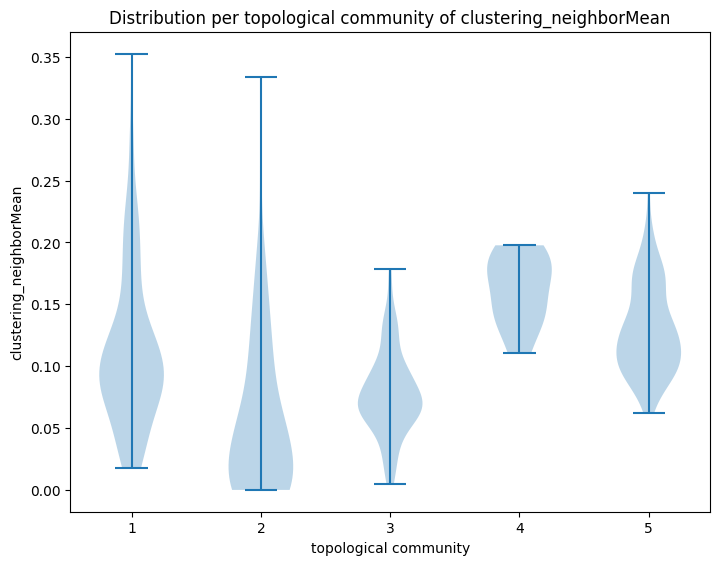 Distribution per topological community of clustering_neighborMean
clustering_neighborMean
0.35
0.30
0.25
0.20
0.15
0.10
0.05
0.00
1 2 3 4 5
topological community